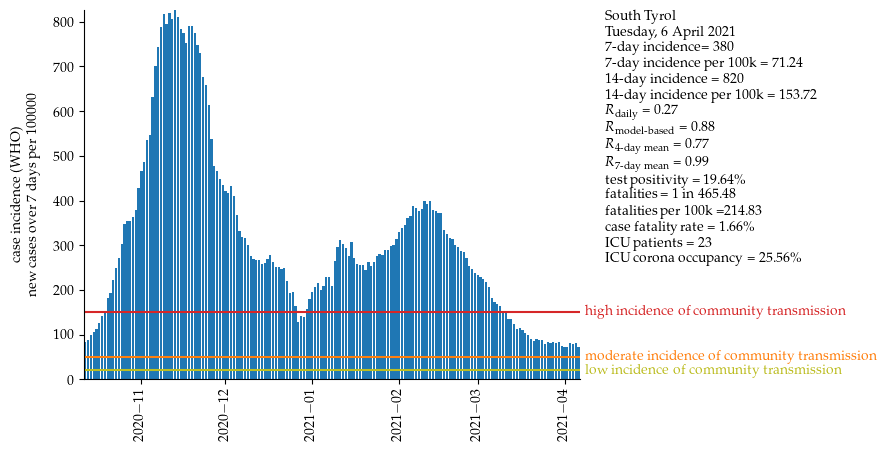 South Tyrol
Tuesday, 6 April 2021
7-day incidence= 380
7-day incidence per 100k = 71.24
14-day incidence = 820
14-day incidence per 100k = 153.72
R_daily = 0.27
R_model-based = 0.88
R_4-day mean = 0.77
R_7-day mean = 0.99
test positivity = 19.64%
fatalities = 1 in 465.48
fatalities per 100k =214.83
case fatality rate = 1.66%
ICU patients = 23
ICU corona occupancy = 25.56%
case incidence (WHO)
new cases over 7 days per 100000
800
700
600
500
400
300
200
100
0
high incidence of community transmission
moderate incidence of community transmission
low incidence of community transmission
2020−11
2020−12
2021−01
2021−02
2021−03
2021−04